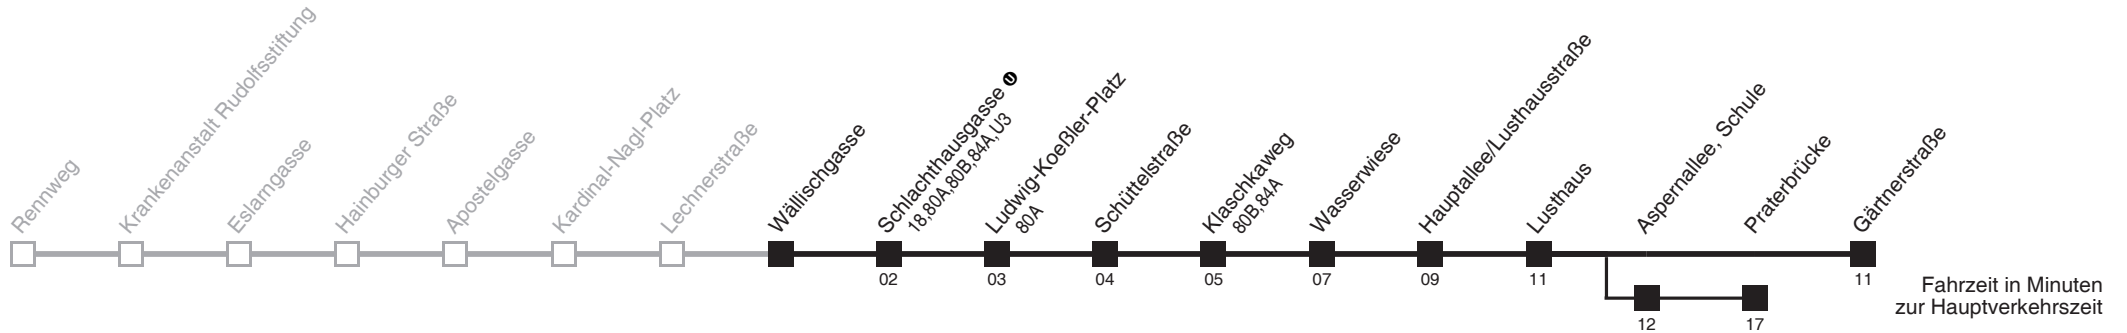 Rennweg
Krankenanstalt Rudolfsstiftung
Eslarngasse
Hainburger Straße
Apostelgasse
Kardinal-Nagl-Platz
Lechnerstraße
Wällischgasse
Schlachthausgasse U
18,80A,80B,84A,U3
Ludwig-Koeßler-Platz
80A
Schüttelstraße
Klaschkaweg
80B,84A
Wasserwiese
Hauptallee/Lusthausstraße
Lusthaus
Aspernallee, Schule
Praterbrücke
Gärtnerstraße
02 03 04 05 07 09 11 11
12 17
Fahrzeit in Minuten
zur Hauptverkehrszeit